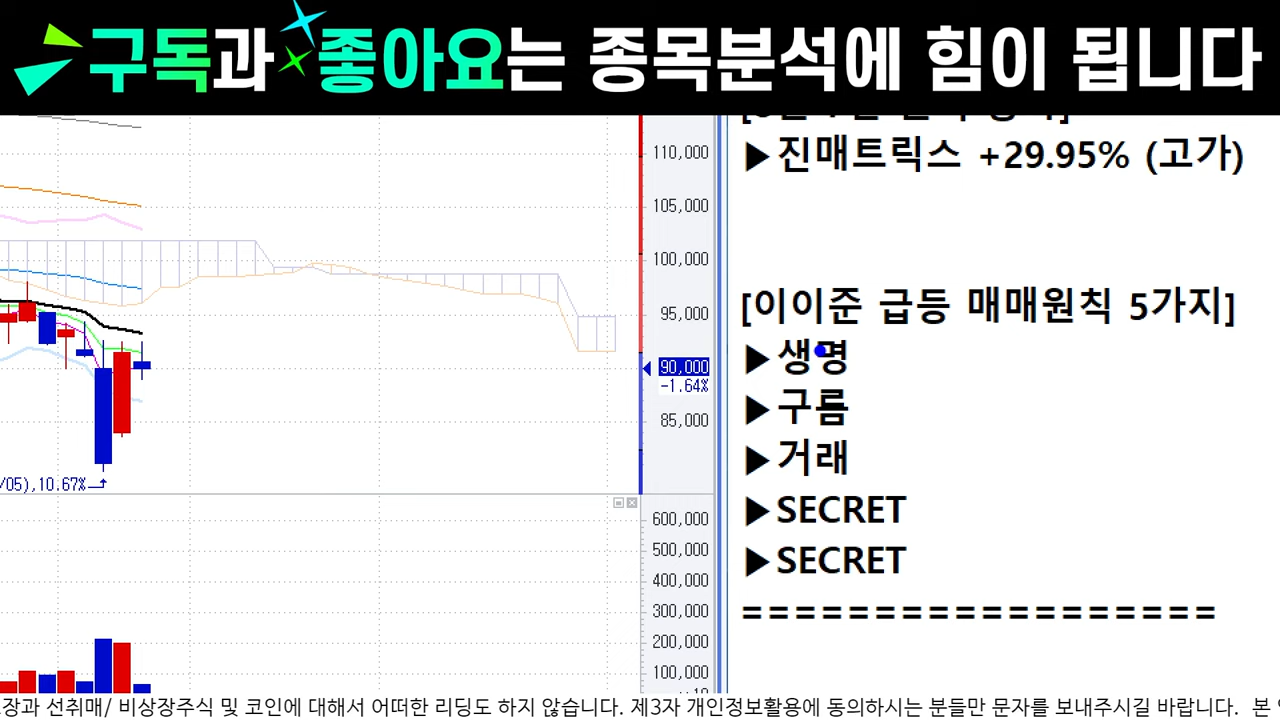 구독과 좋아요는 종목분석에 힘이 됩니다
▶진매트릭스 +29.95% (고가)
[이이준 급등 매매원칙 5가지]
▶생명
▶구름
▶거래
▶SECRET
▶SECRET
===================
110,000
105,000
100,000
95,000
90,000
-1.64%
85,000
/05),10.67%
600,000
500,000
400,000
300,000
200,000
100,000
장과 선취매/ 비상장주식 및 코인에 대해서 어떠한 리딩도 하지 않습니다. 제3자 개인정보활용에 동의하시는 분들만 문자를 보내주시길 바랍니다. 본